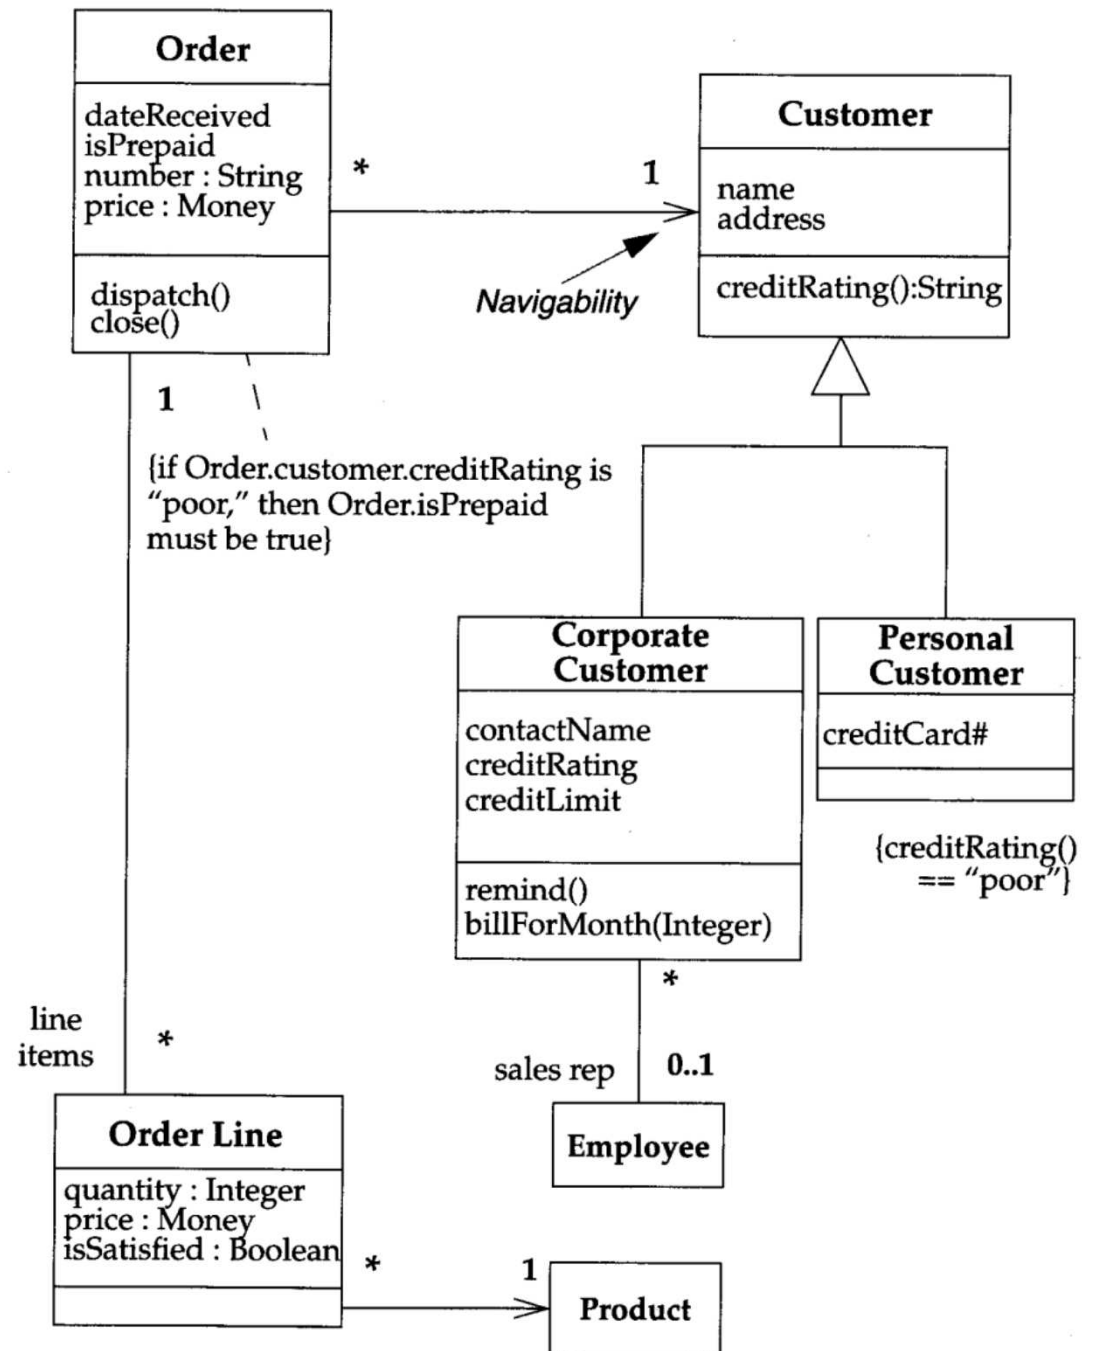 Order
dateReceived
isPrepaid
number : String
price : Money
dispatch()
close()
*
1
Navigability
Customer
name
address
creditRating():String
1
{if Order.customer.creditRating is
“poor,” then Order.isPrepaid
must be true}
Corporate
Customer
contactName
creditRating
creditLimit
remind()
billForMonth(Integer)
Personal
Customer
creditCard#
{creditRating()
== “poor”}
*
sales rep
0..1
Employee
line
items
*
Order Line
quantity : Integer
price : Money
isSatisfied : Boolean
*
1
Product